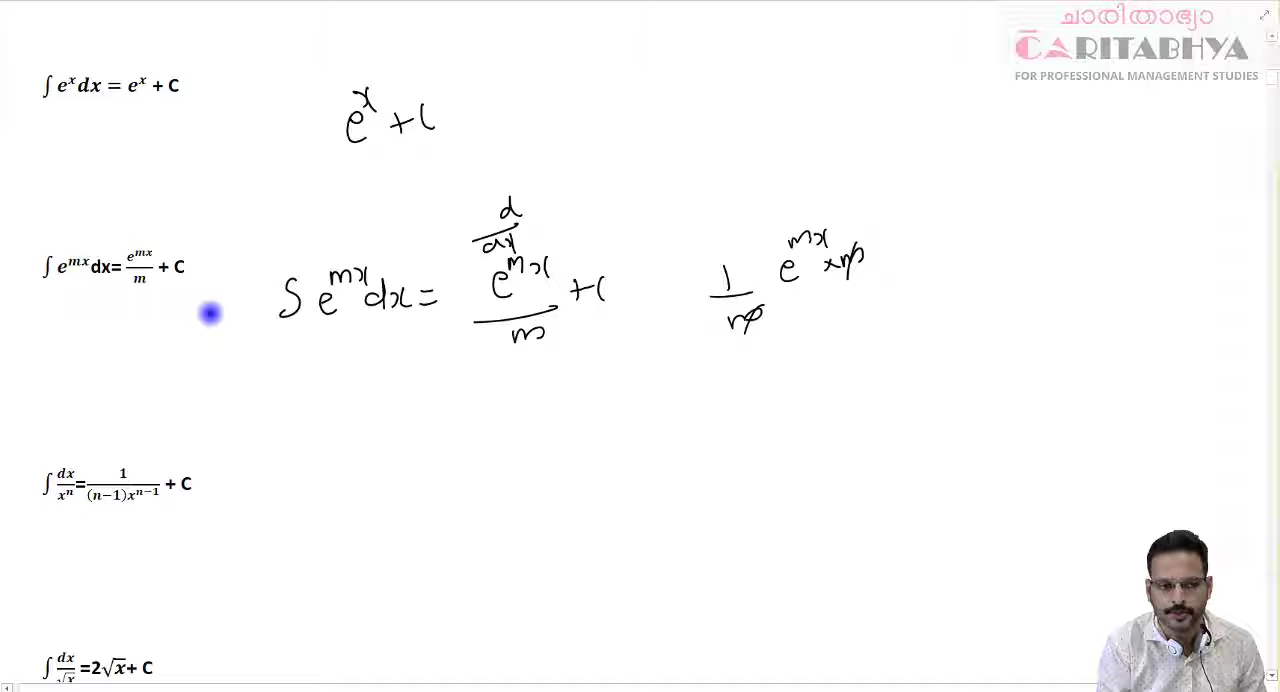 ചാരിതാഭ്യാ
CARITABHYA
FOR PROFESSIONAL MANAGEMENT STUDIES
∫ eˣ dx = eˣ + C
eˣ + C
∫ eᵐˣ dx = eᵐˣ/m + C
∫ eᵐˣ dx = d/dx eᵐˣ/m + C
1/m eᵐˣ × m
∫ dx/xⁿ = 1/((n−1)xⁿ⁻¹) + C
∫ dx/√x = 2√x + C